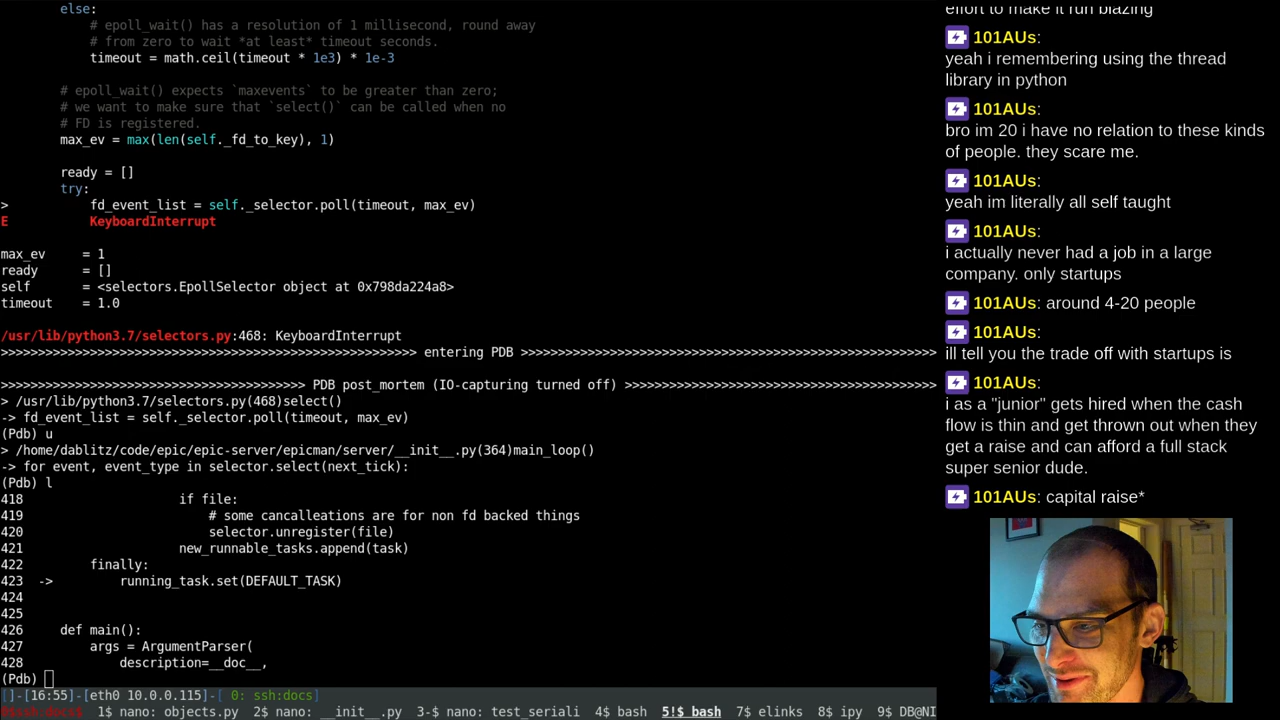 else:
# epoll_wait() has a resolution of 1 millisecond, round away
# from zero to wait *at least* timeout seconds.
timeout = math.ceil(timeout * 1e3) * 1e-3
# epoll_wait() expects `maxevents` to be greater than zero;
# we want to make sure that `select()` can be called when no
# FD is registered.
max_ev = max(len(self._fd_to_key), 1)
ready = []
try:
> fd_event_list = self._selector.poll(timeout, max_ev)
E KeyboardInterrupt
max_ev = 1
ready = []
self = <selectors.EpollSelector object at 0x798da224a8>
timeout = 1.0
/usr/lib/python3.7/selectors.py:468: KeyboardInterrupt
>>>>>>>>>>>>>>>>>>>>>>>>>>>>>>>>>>>>>>>>>>>>>>>>>>>>>>> entering PDB >>>>>>>>>>>>>>>>>>>>>>>>>>>>>>>>>>>>>>>>>>>>>>>>>>>>>>>>
>>>>>>>>>>>>>>>>>>>>>>>>>>>>>>>>>>>>>>>> PDB post_mortem (IO-capturing turned off) >>>>>>>>>>>>>>>>>>>>>>>>>>>>>>>>>>>>>>>>>>
> /usr/lib/python3.7/selectors.py(468)select()
-> fd_event_list = self._selector.poll(timeout, max_ev)
(Pdb) u
> /home/dablitz/code/epic/epic-server/epicman/server/__init__.py(364)main_loop()
-> for event, event_type in selector.select(next_tick):
(Pdb) l
418 if file:
419 # some cancalleations are for non fd backed things
420 selector.unregister(file)
421 new_runnable_tasks.append(task)
422 finally:
423 -> running_task.set(DEFAULT_TASK)
424
425
426 def main():
427 args = ArgumentParser(
428 description=__doc__,
(Pdb)
[]-[16:55]-[eth0 10.0.0.115]-[ 0: ssh:docs]
0$ssh:docs 1$ nano: objects.py 2$ nano: __init__.py 3-$ nano: test_seriali 4$ bash 5!$ bash 7$ elinks 8$ ipy 9$ DB@NI
effort to make it run blazing
101AUs:
yeah i remembering using the thread
library in python
101AUs:
bro im 20 i have no relation to these kinds
of people. they scare me.
101AUs:
yeah im literally all self taught
101AUs:
i actually never had a job in a large
company. only startups
101AUs: around 4-20 people
101AUs:
ill tell you the trade off with startups is
101AUs:
i as a "junior" gets hired when the cash
flow is thin and get thrown out when they
get a raise and can afford a full stack
super senior dude.
101AUs: capital raise*